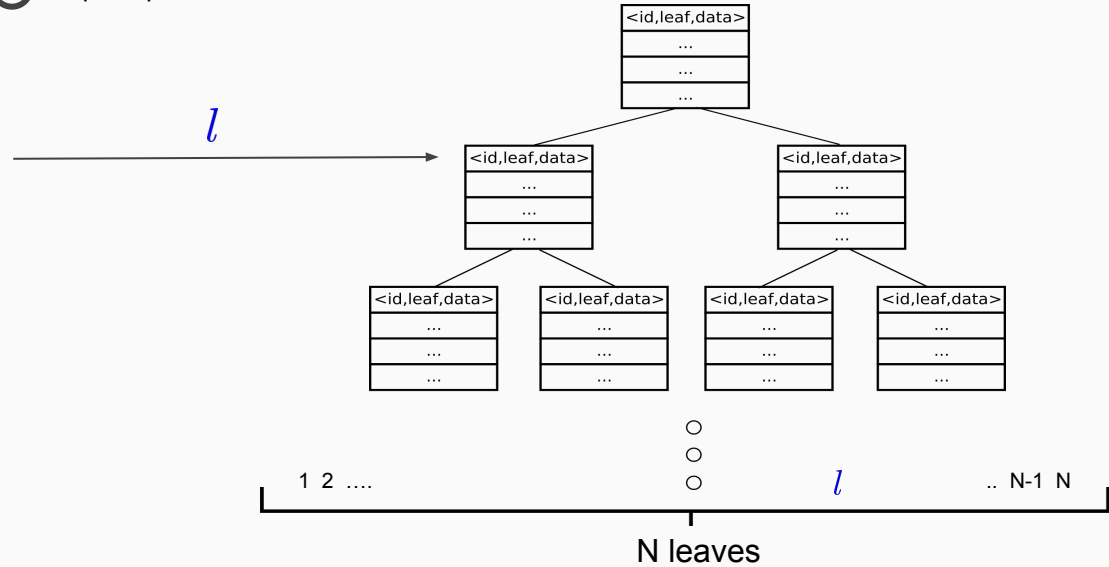 <id,leaf,data>
...
...
...
l
<id,leaf,data> <id,leaf,data>
... ...
... ...
... ...
<id,leaf,data> <id,leaf,data> <id,leaf,data> <id,leaf,data>
... ... ... ...
... ... ... ...
... ... ... ...
1 2 .... l .. N-1 N
N leaves